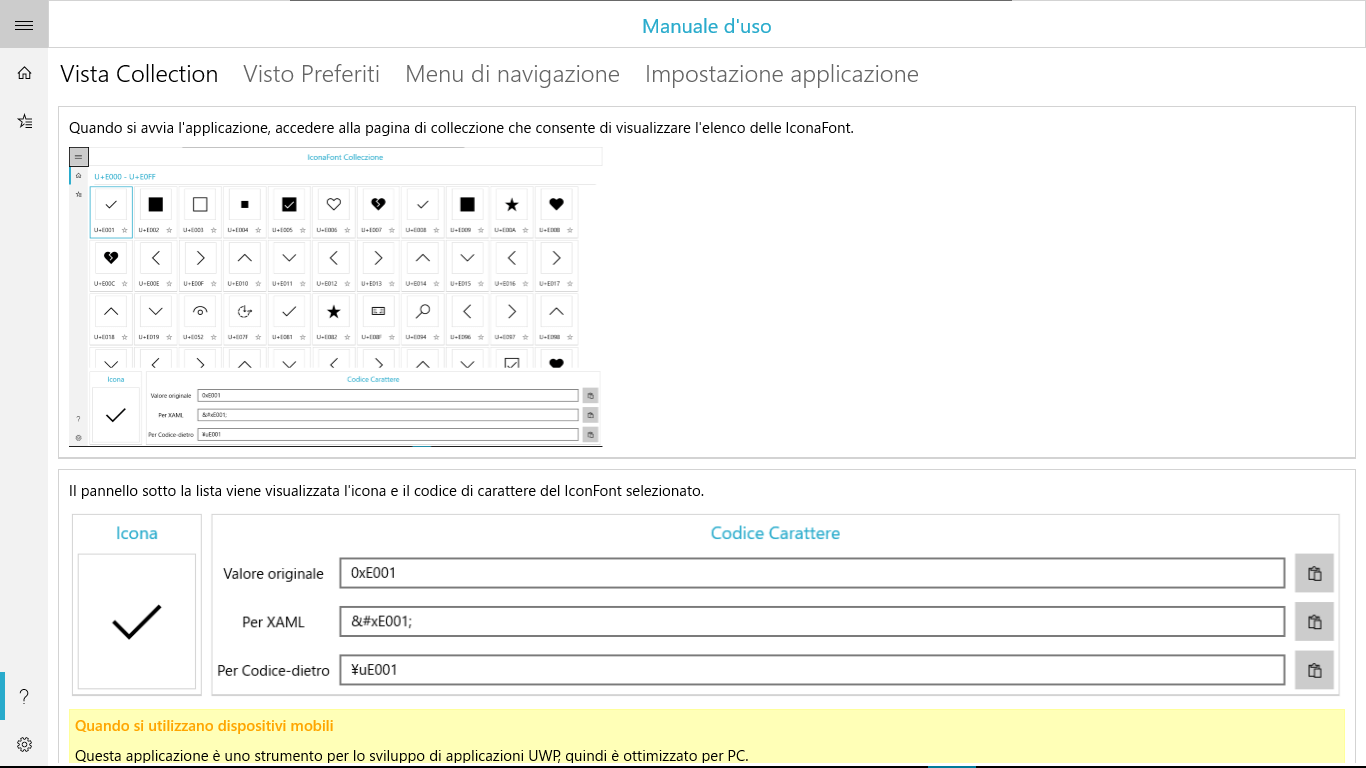 Manuale d'uso
Vista Collection Visto Preferiti Menu di navigazione Impostazione applicazione
Quando si avvia l'applicazione, accedere alla pagina di colleczione che consente di visualizzare l'elenco delle IconaFont.
IconaFont Colleczione
U+E000 - U+E0FF
U+E001 U+E002 U+E003 U+E004 U+E005 U+E006 U+E007 U+E008 U+E009 U+E00A U+E00B
U+E00C U+E00E U+E00F U+E010 U+E011 U+E012 U+E013 U+E014 U+E015 U+E016 U+E017
U+E018 U+E019 U+E052 U+E07F U+E081 U+E082 U+E08F U+E094 U+E096 U+E097 U+E098
Icona Codice Carattere
Valore originale 0xE001
Per XAML &#xE001;
Per Codice-dietro ¥uE001
Il pannello sotto la lista viene visualizzata l'icona e il codice di carattere del IconFont selezionato.
Icona Codice Carattere
Valore originale 0xE001
Per XAML &#xE001;
Per Codice-dietro ¥uE001
Quando si utilizzano dispositivi mobili
Questa applicazione è uno strumento per lo sviluppo di applicazioni UWP, quindi è ottimizzato per PC.